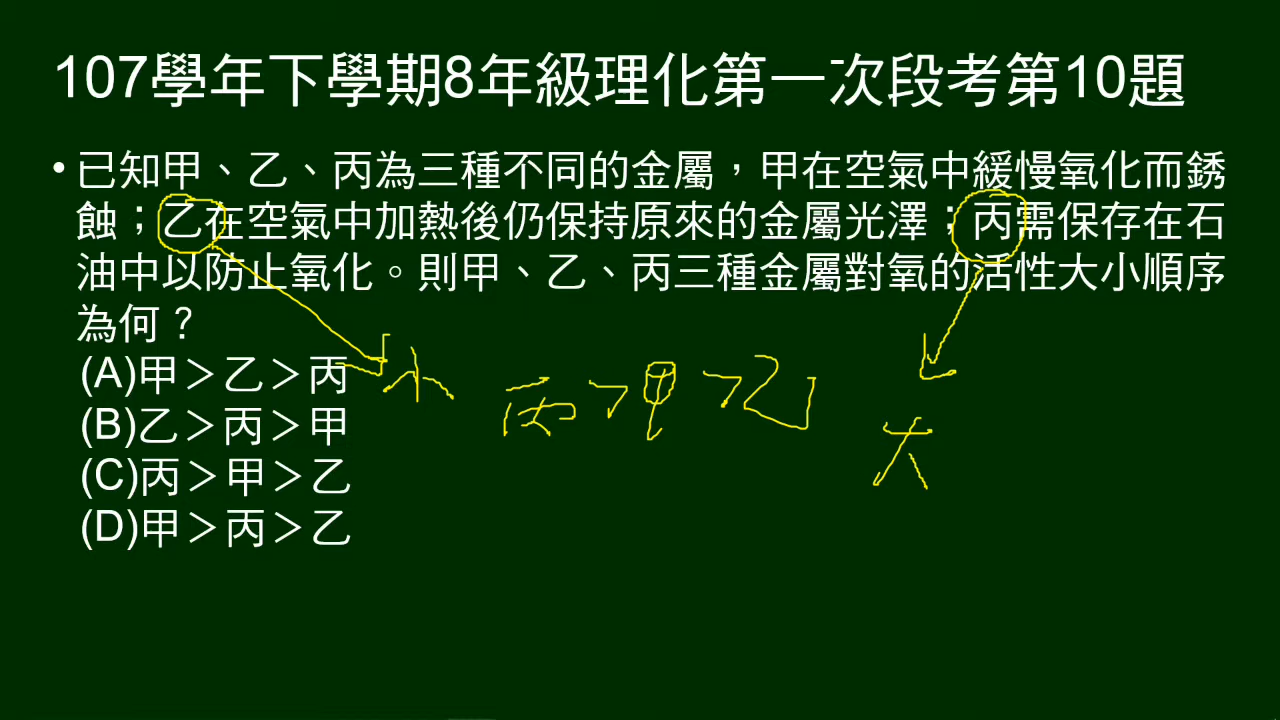 107學年下學期8年級理化第一次段考第10題
•已知甲、乙、丙為三種不同的金屬，甲在空氣中緩慢氧化而銹
蝕；乙在空氣中加熱後仍保持原來的金屬光澤；丙需保存在石
油中以防止氧化。則甲、乙、丙三種金屬對氧的活性大小順序
為何？
(A)甲＞乙＞丙
(B)乙＞丙＞甲
(C)丙＞甲＞乙
(D)甲＞丙＞乙
小
丙>甲>乙
大